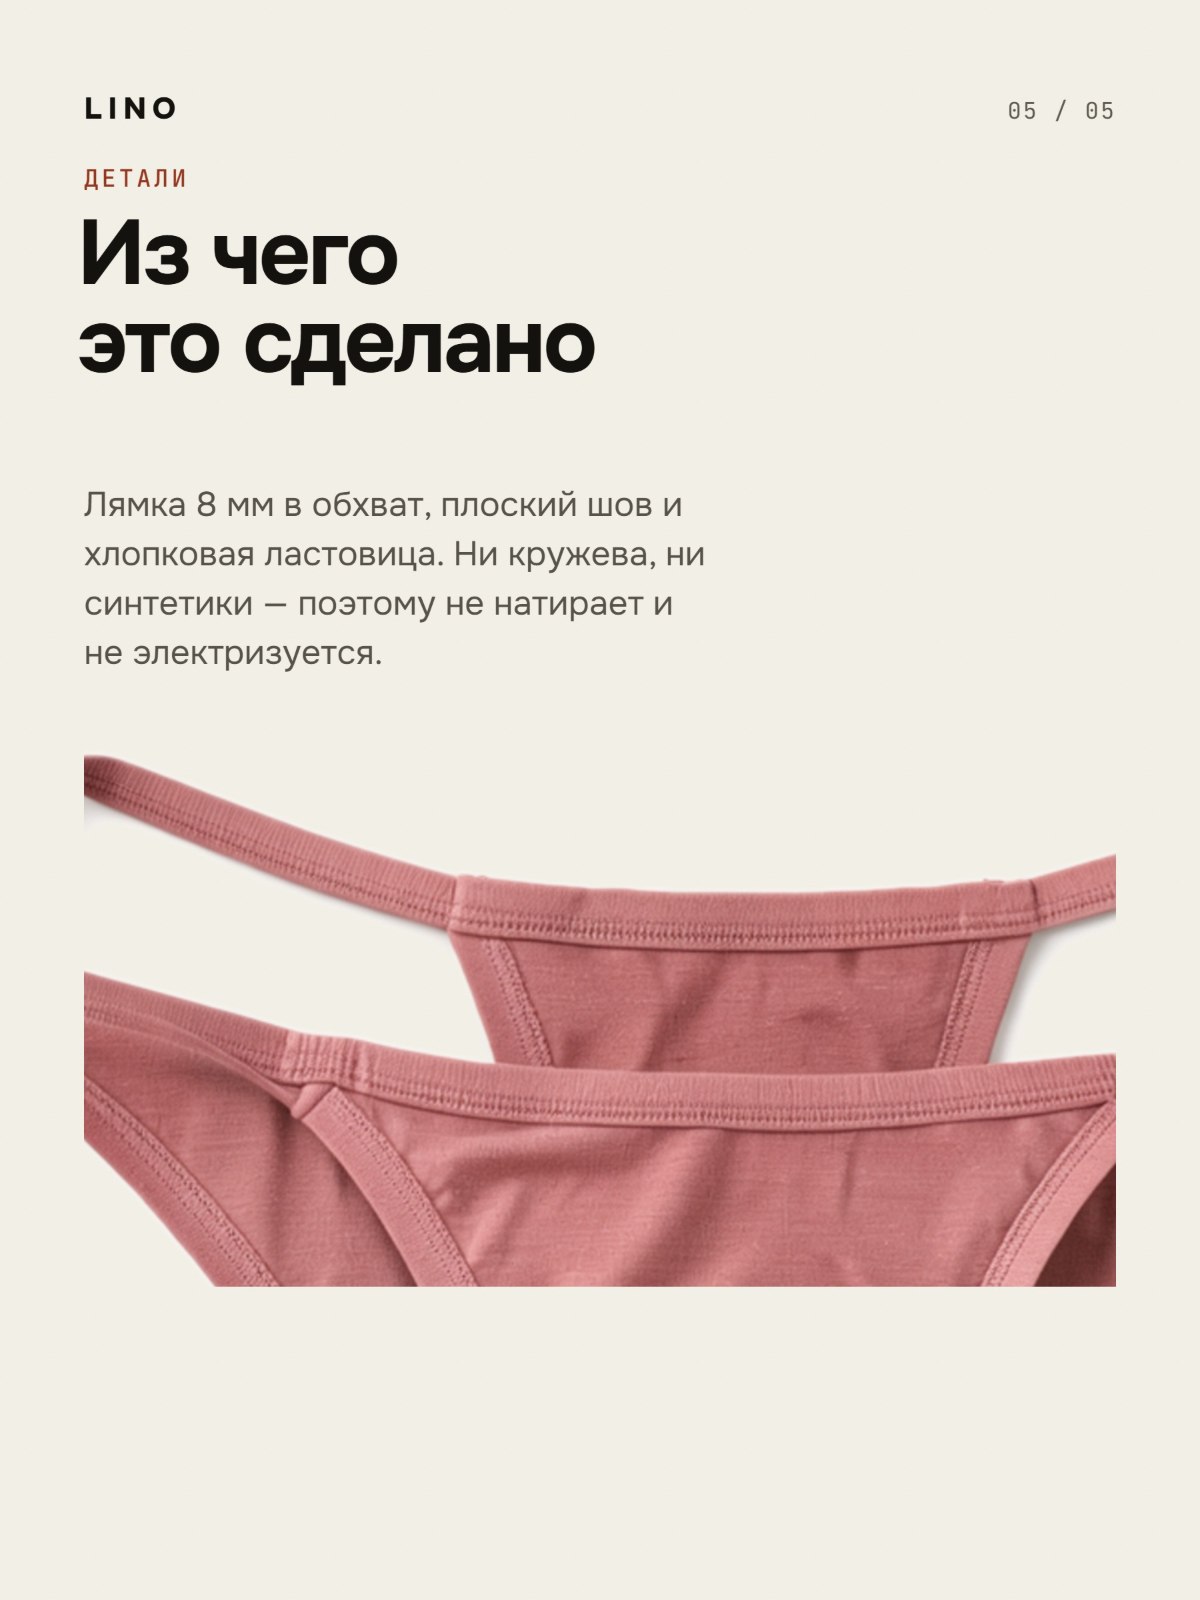 LINO
05 / 05
ДЕТАЛИ
Из чего
это сделано
Лямка 8 мм в обхват, плоский шов и
хлопковая ластовица. Ни кружева, ни
синтетики — поэтому не натирает и
не электризуется.